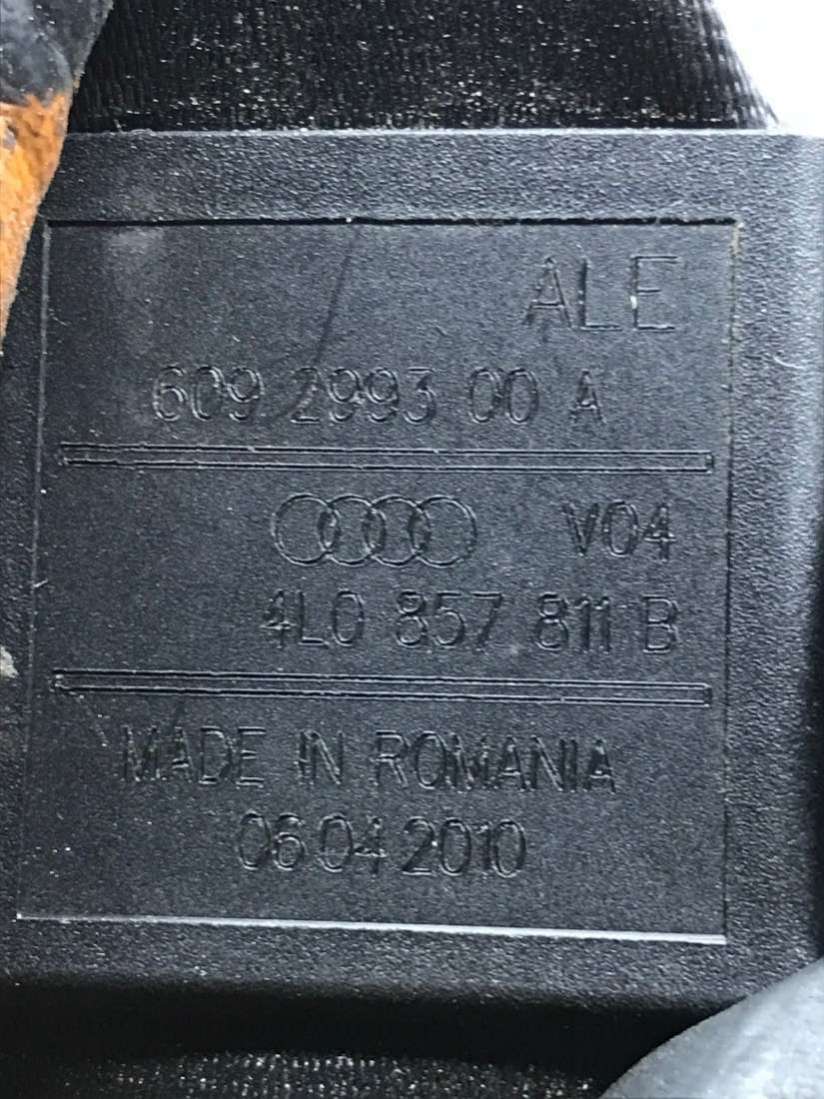 ALE
609 2993 00 A
V04
4L0 857 811 B
MADE IN ROMANIA
06 04 2010